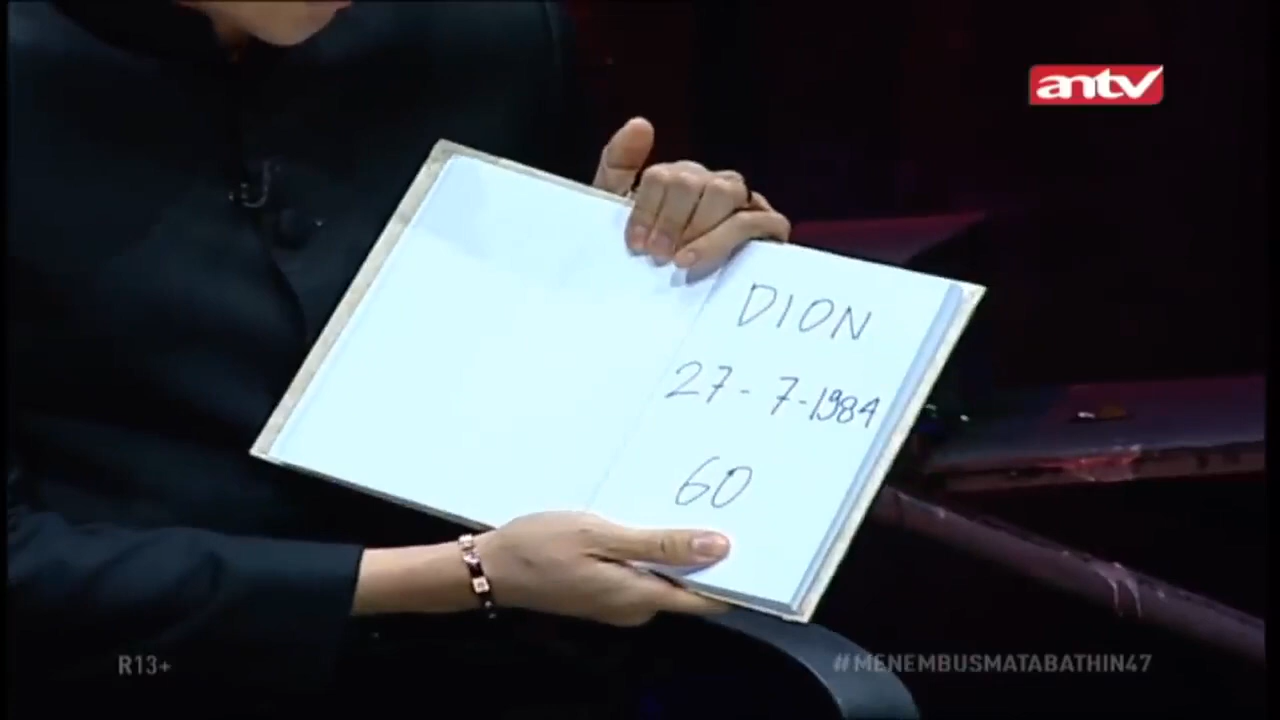 antv
DION
27-7-1984
60
R13+
#MENEMBUSMATABATHIN47